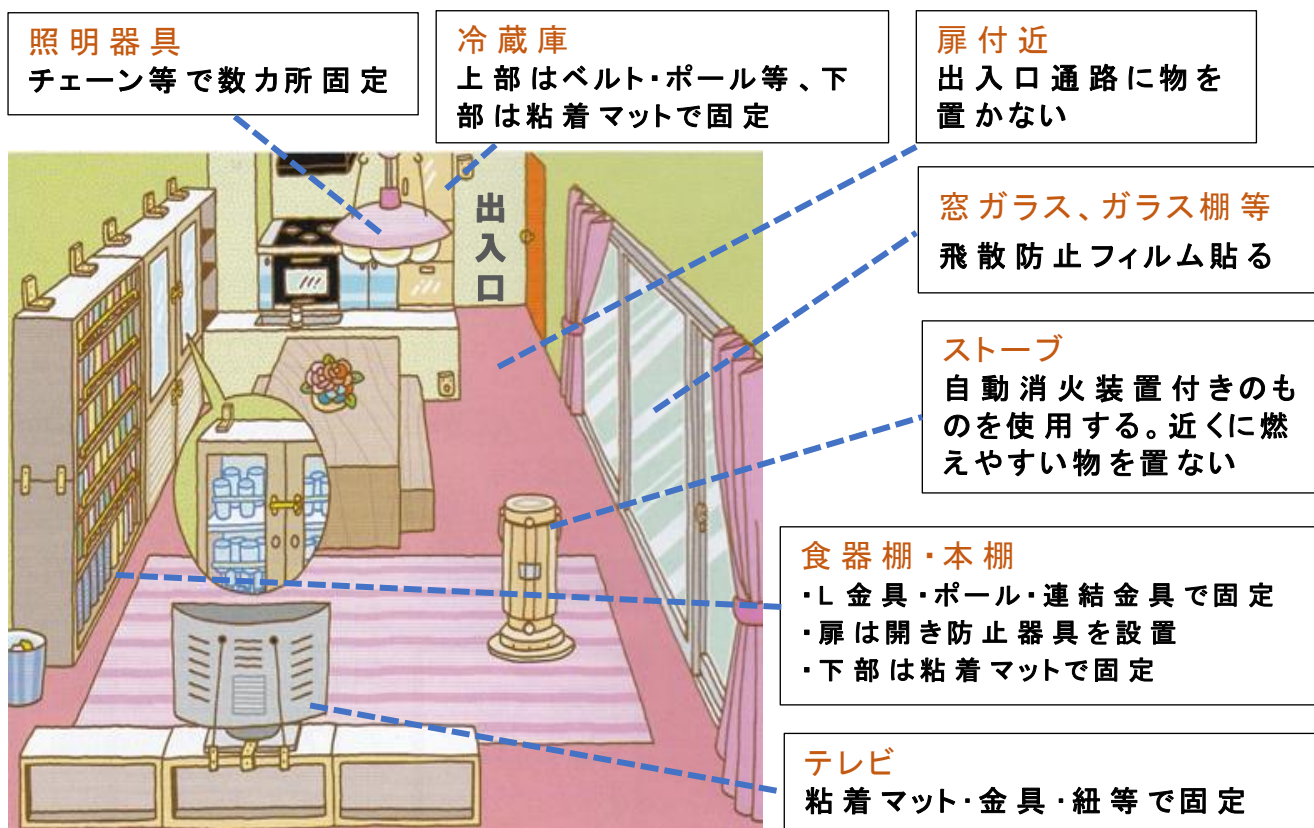 照明器具
チェーン等で数カ所固定
冷蔵庫
上部はベルト・ポール等、下
部は粘着マットで固定
扉付近
出入口通路に物を
置かない
出入口
窓ガラス、ガラス棚等
飛散防止フィルム貼る
ストーブ
自動消火装置付きのも
のを使用する。近くに燃
えやすい物を置ない
食器棚・本棚
・L金具・ポール・連結金具で固定
・扉は開き防止器具を設置
・下部は粘着マットで固定
テレビ
粘着マット・金具・紐等で固定